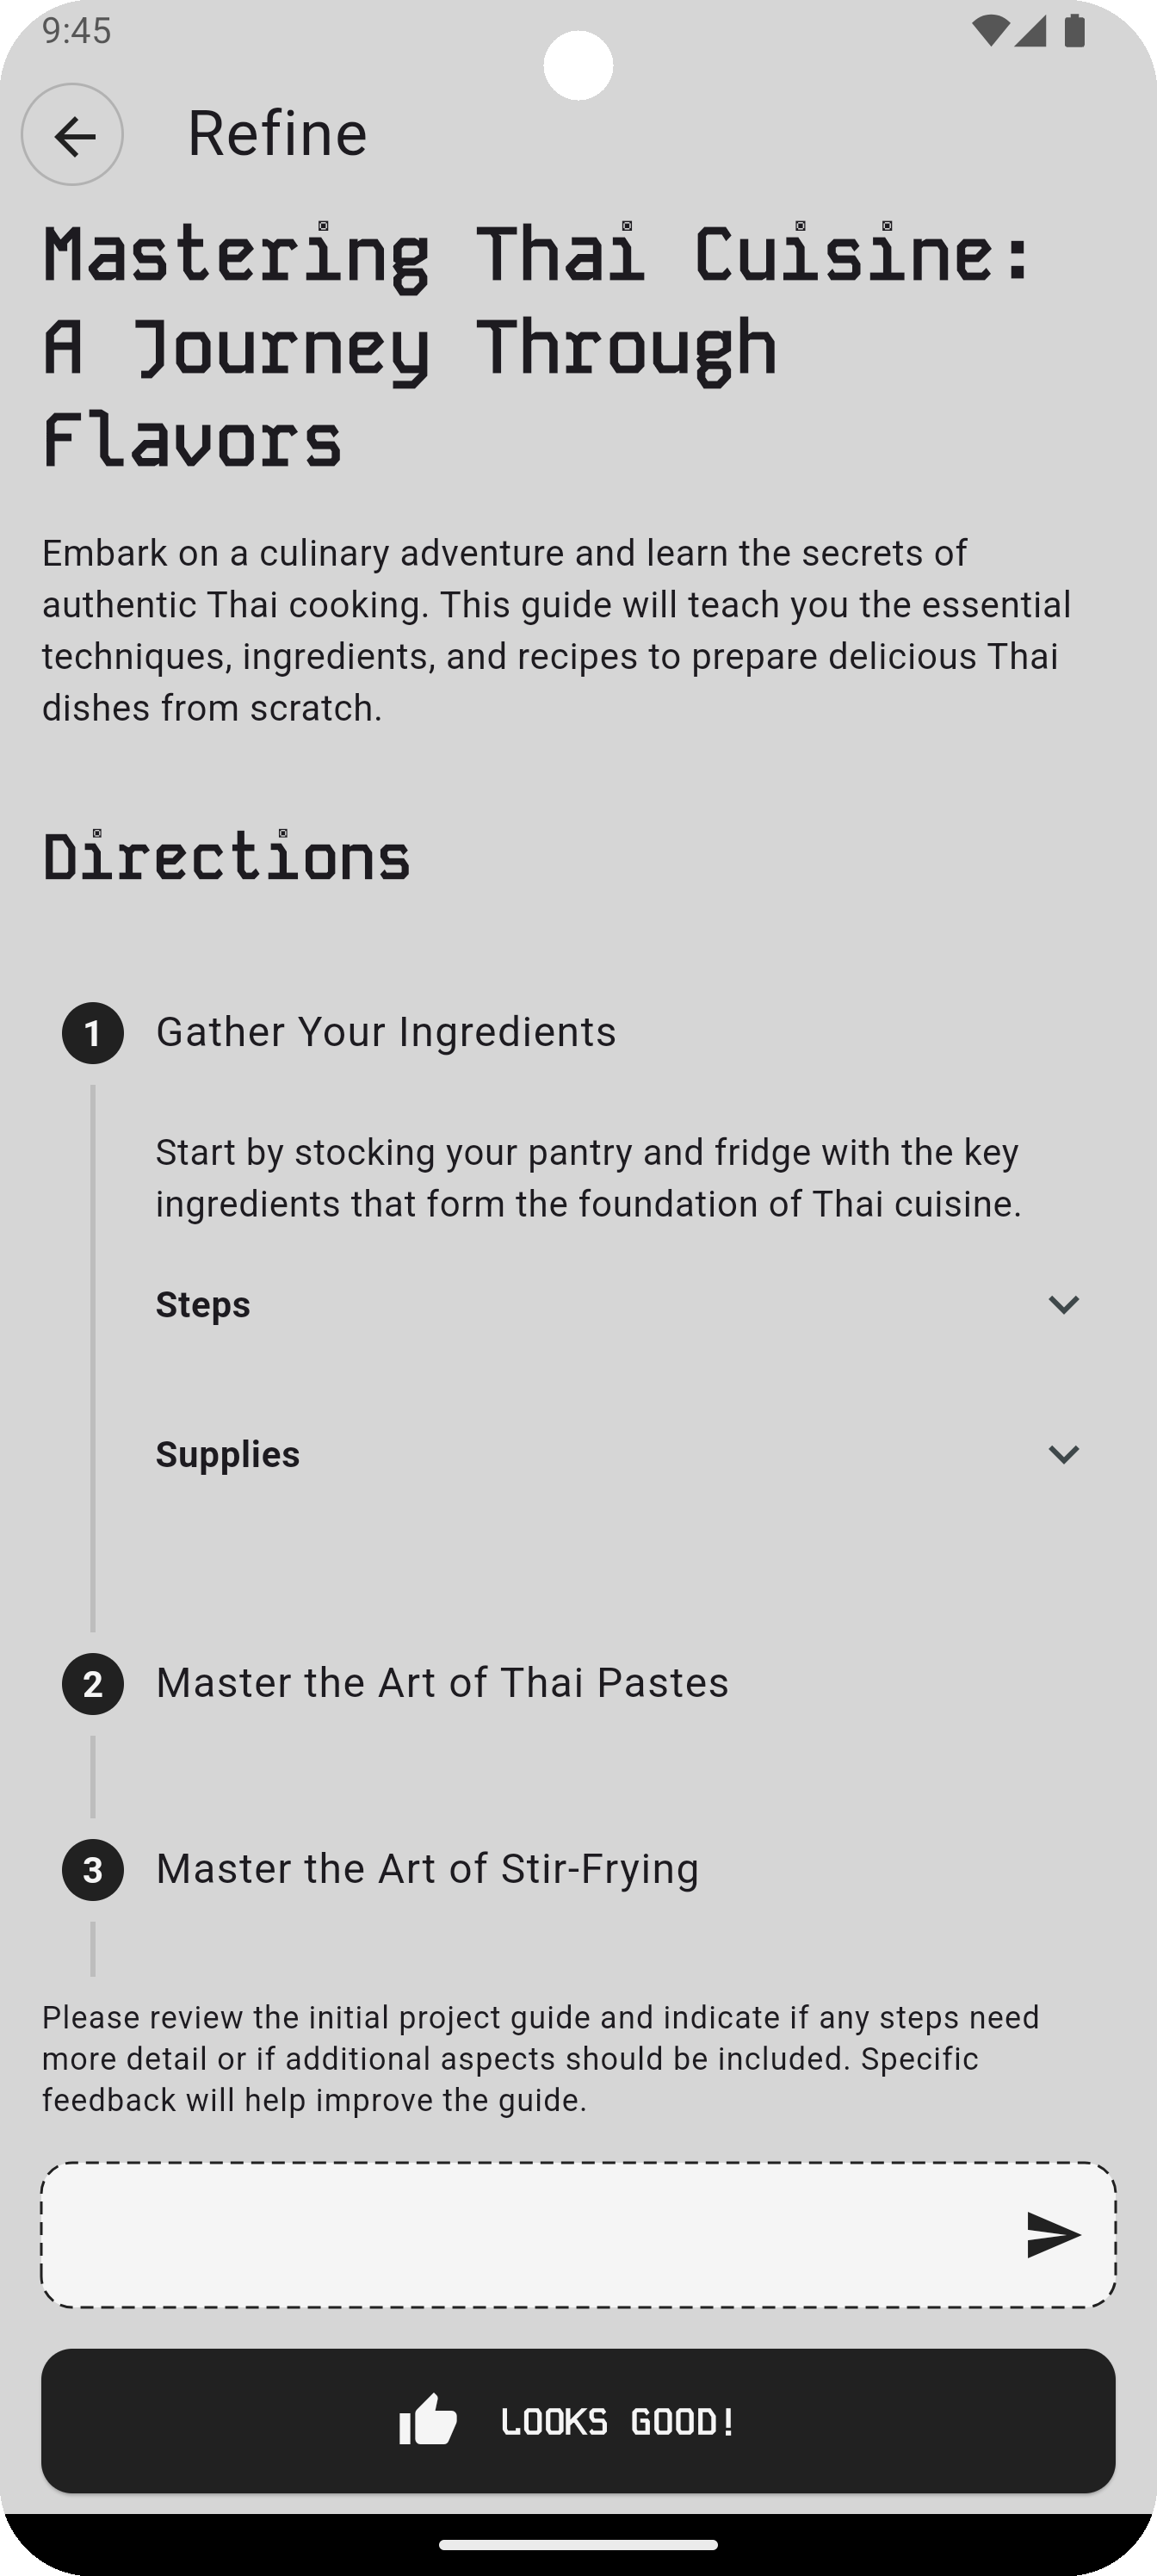 9:45
Refine
Mastering Thai Cuisine:
A Journey Through
Flavors
Embark on a culinary adventure and learn the secrets of
authentic Thai cooking. This guide will teach you the essential
techniques, ingredients, and recipes to prepare delicious Thai
dishes from scratch.
Directions
1 Gather Your Ingredients
Start by stocking your pantry and fridge with the key
ingredients that form the foundation of Thai cuisine.
Steps
Supplies
2 Master the Art of Thai Pastes
3 Master the Art of Stir-Frying
Please review the initial project guide and indicate if any steps need
more detail or if additional aspects should be included. Specific
feedback will help improve the guide.
LOOKS GOOD!